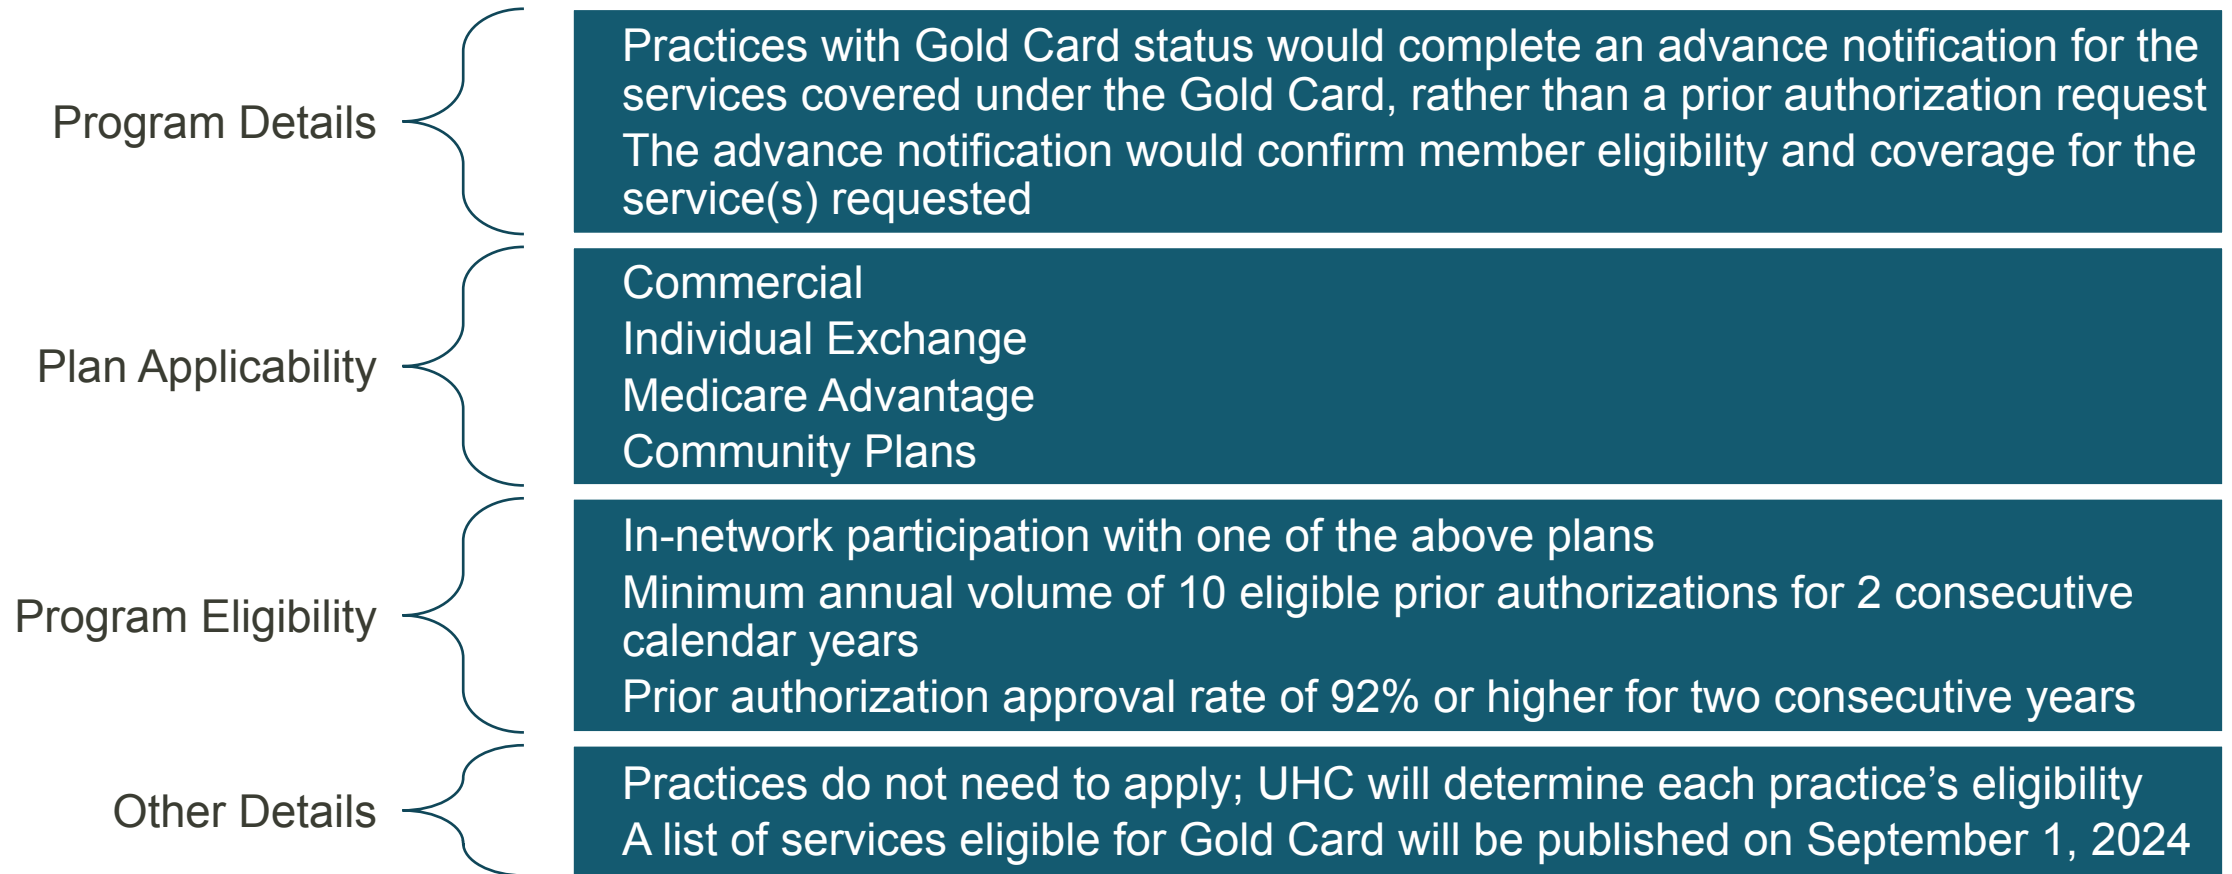 Program Details
Practices with Gold Card status would complete an advance notification for the
services covered under the Gold Card, rather than a prior authorization request
The advance notification would confirm member eligibility and coverage for the
service(s) requested
Plan Applicability
Commercial
Individual Exchange
Medicare Advantage
Community Plans
Program Eligibility
In-network participation with one of the above plans
Minimum annual volume of 10 eligible prior authorizations for 2 consecutive
calendar years
Prior authorization approval rate of 92% or higher for two consecutive years
Other Details
Practices do not need to apply; UHC will determine each practice’s eligibility
A list of services eligible for Gold Card will be published on September 1, 2024